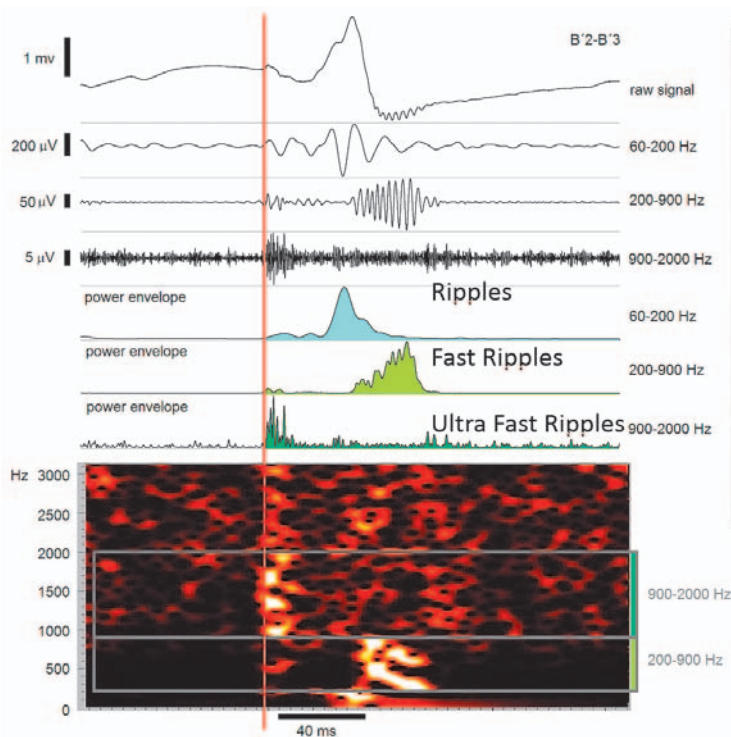 B´2-B´3
1 mv
raw signal
200 µV
60-200 Hz
50 µV
200-900 Hz
5 µV
900-2000 Hz
power envelope
Ripples
60-200 Hz
power envelope
Fast Ripples
200-900 Hz
power envelope
Ultra Fast Ripples
900-2000 Hz
Hz
3000
2500
2000
1500
1000
500
0
900-2000 Hz
200-900 Hz
40 ms